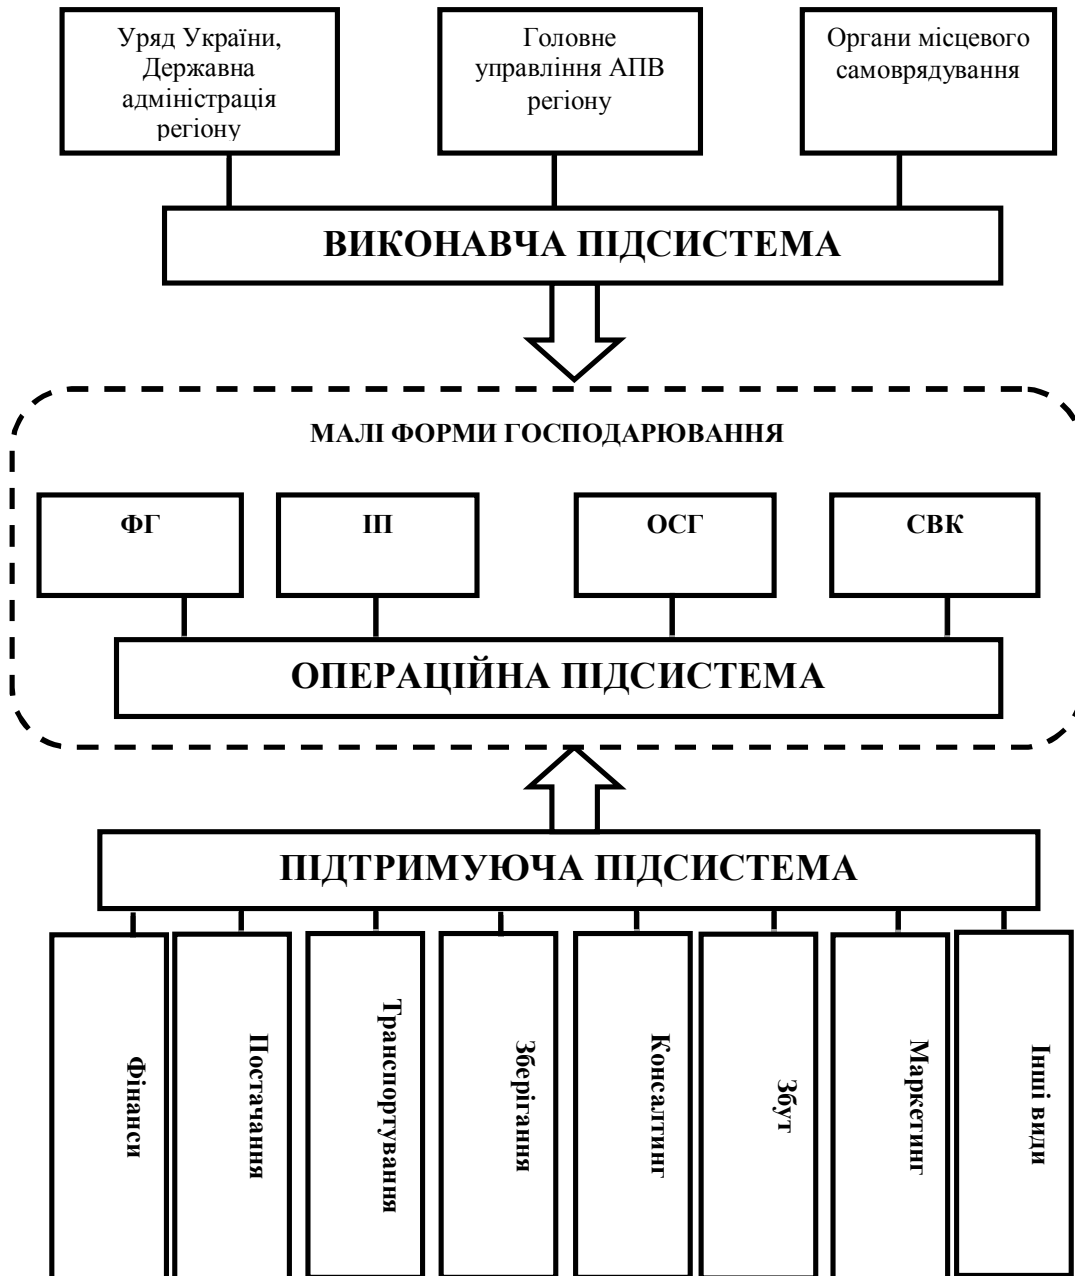 Уряд України,
Державна
адміністрація
регіону
Головне
управління АПВ
регіону
Органи місцевого
самоврядування
ВИКОНАВЧА ПІДСИСТЕМА
МАЛІ ФОРМИ ГОСПОДАРЮВАННЯ
ФГ
ІП
ОСГ
СВК
ОПЕРАЦІЙНА ПІДСИСТЕМА
ПІДТРИМУЮЧА ПІДСИСТЕМА
Фінанси
Постачання
Транспортування
Зберігання
Консалтинг
Збут
Маркетинг
Інші види